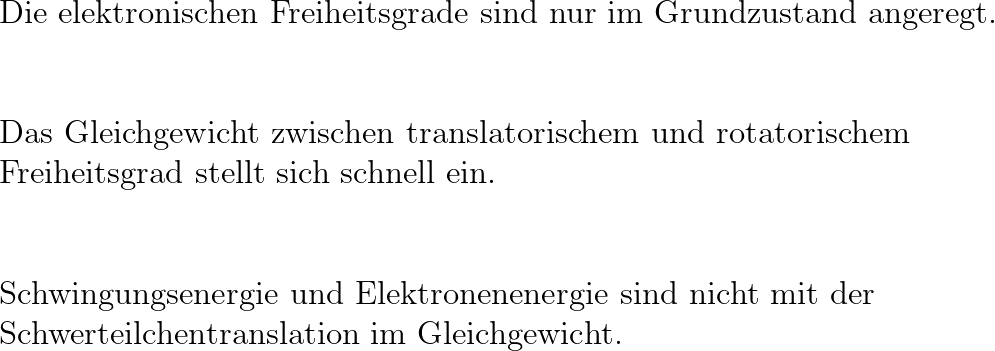 Die elektronischen Freiheitsgrade sind nur im Grundzustand angeregt.
Das Gleichgewicht zwischen translatorischem und rotatorischem
Freiheitsgrad stellt sich schnell ein.
Schwingungsenergie und Elektronenenergie sind nicht mit der
Schwerteilchentranslation im Gleichgewicht.